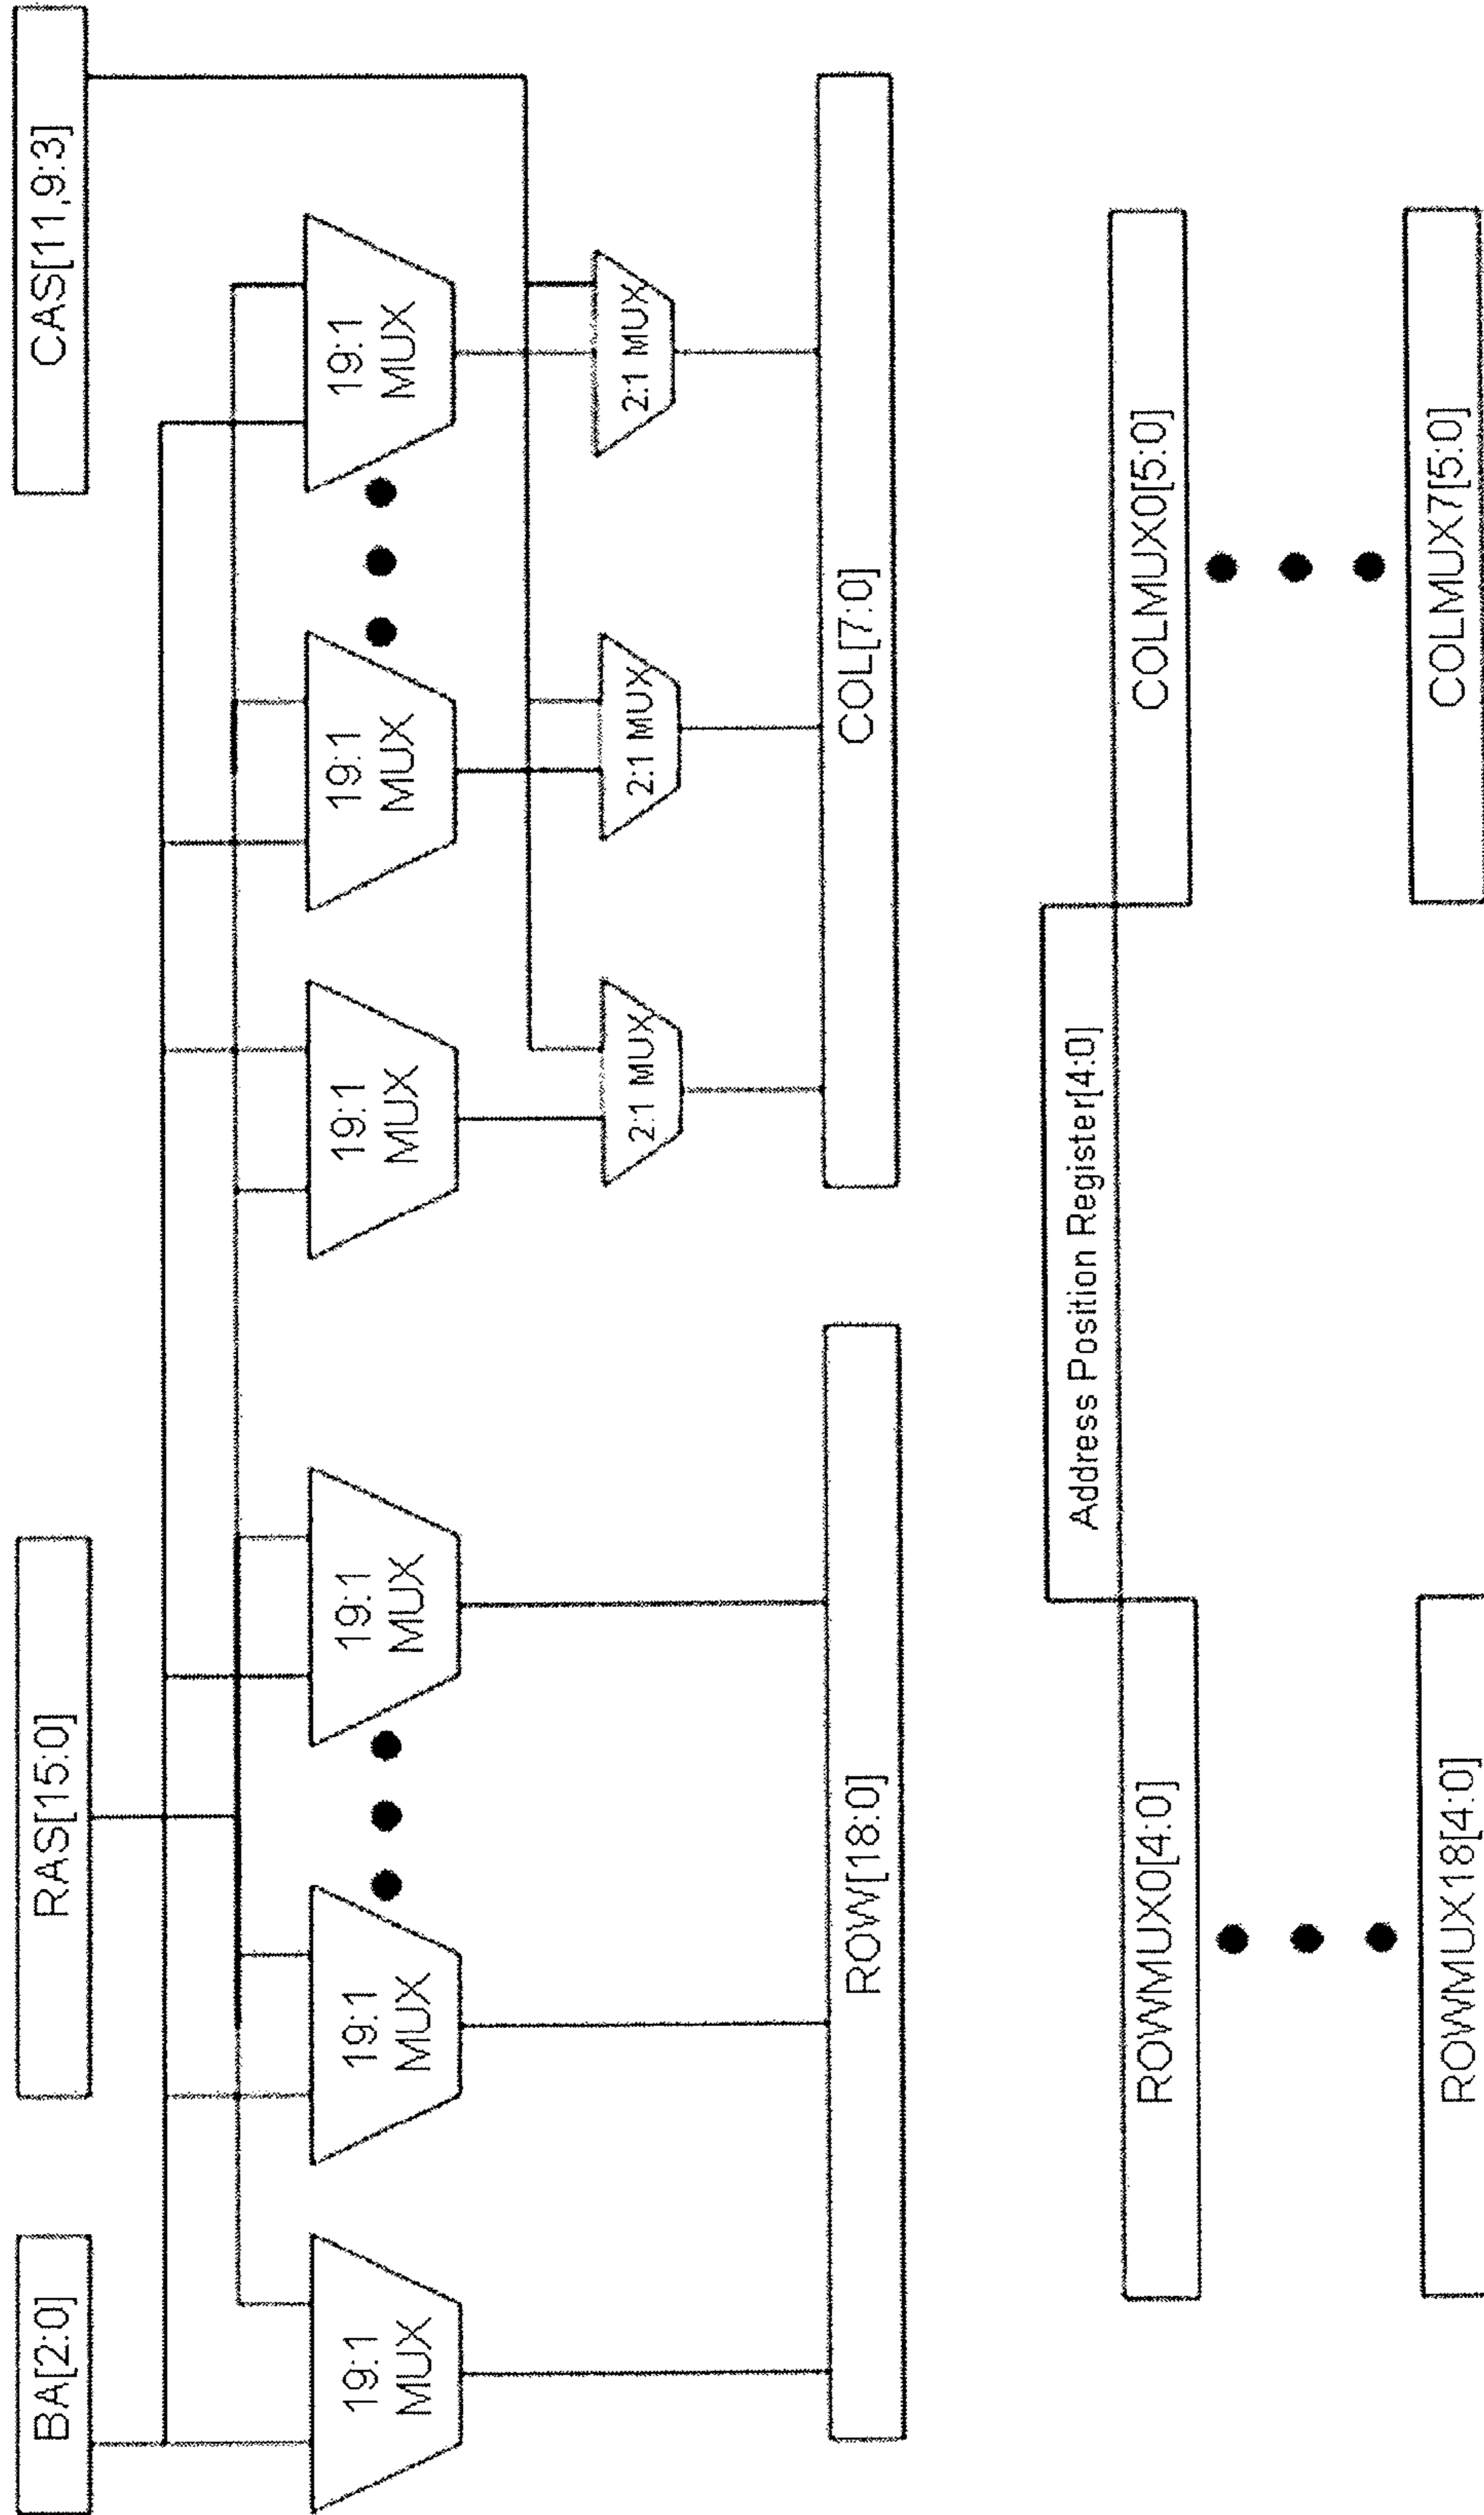 BA[2:0]
RAS[15:0]
CAS[11,9:3]
19:1
MUX
19:1
MUX
19:1
MUX
19:1
MUX
19:1
MUX
19:1
MUX
2:1 MUX
2:1 MUX
2:1 MUX
ROW[18:0]
COL[7:0]
Address Position Register[4:0]
ROWMUX0[4:0]
COLMUX0[5:0]
ROWMUX18[4:0]
COLMUX7[5:0]